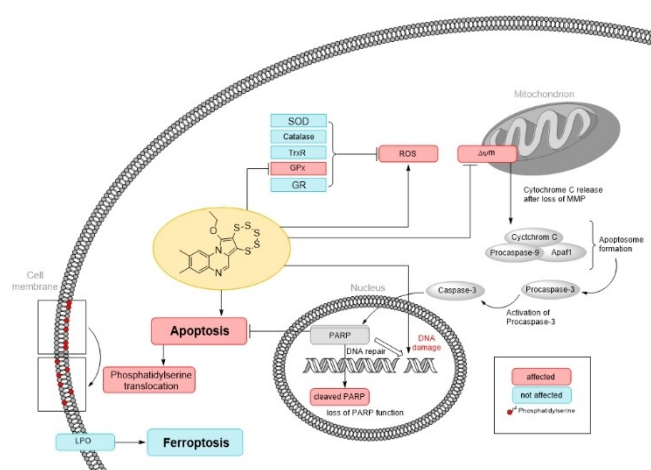 Mitochondrion
SOD
Catalase
TrxR
GPx
GR
ROS
Δψm
Cytochrome C release
after loss of MMP
Cyctchrom C
Procaspase-9
Apaf1
Apoptosome
formation
O
S
S
S
S
S
N
N
Cell
membrane
Nucleus
Caspase-3
Procaspase-3
Activation of
Procaspase-3
Apoptosis
PARP
DNA
damage
DNA repair
Phosphatidylserine
translocation
cleaved PARP
loss of PARP function
affected
not affected
Phosphatidylserine
LPO
Ferroptosis